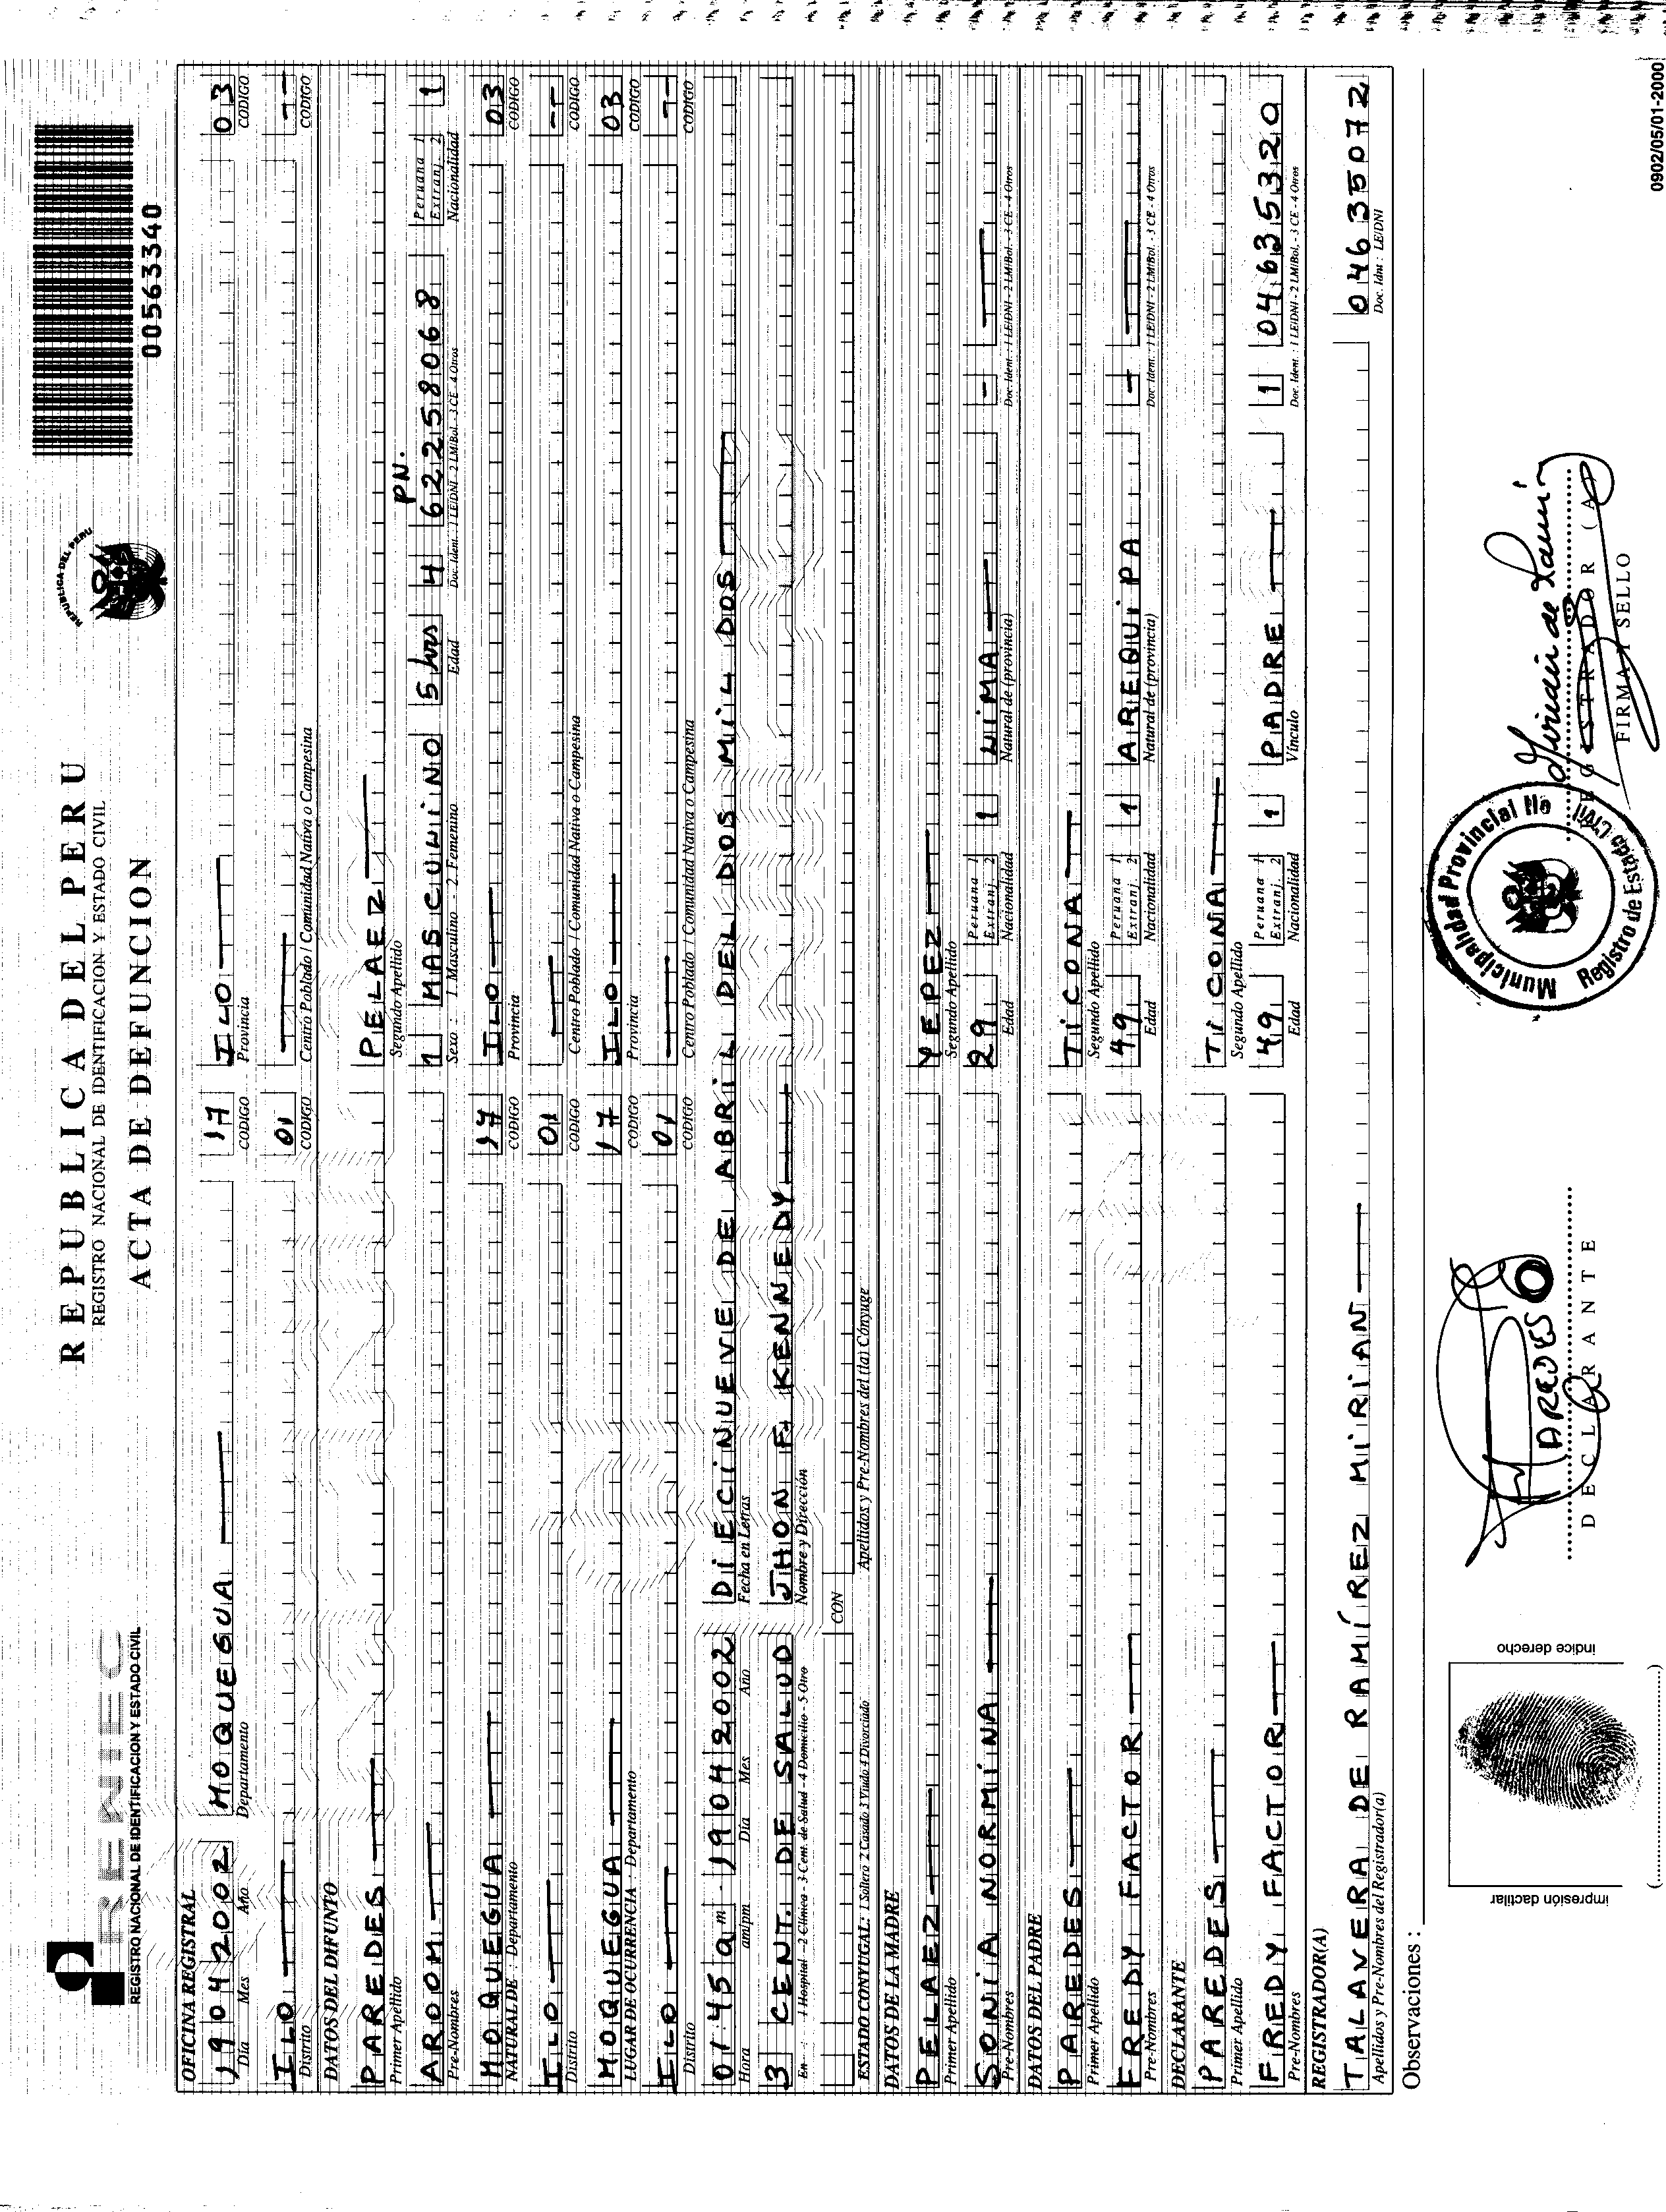 RENIEC
REGISTRO NACIONAL DE IDENTIFICACION Y ESTADO CIVIL
REPUBLICA DEL PERU
REGISTRO NACIONAL DE IDENTIFICACION Y ESTADO CIVIL
ACTA DE DEFUNCION
REPUBLICA DEL PERU
00563340
OFICINA REGISTRAL
19 04 2002 MOQUEGUA 17 ILO 03
Día Mes Año Departamento CODIGO Provincia CODIGO
ILO 01 --
Distrito CODIGO Centro Poblado / Comunidad Nativa o Campesina CODIGO
DATOS DEL DIFUNTO
PAREDES PELAEZ
Primer Apellido Segundo Apellido
PN.
AROOM 1 MASCULINO 5 hrs 4 62258068 Peruana 1 Extranj. 2 1
Pre-Nombres Sexo : 1. Masculino - 2. Femenino Edad Doc. Ident. : 1 LE/DNI - 2 LM/Bol. - 3 CE - 4 Otros Nacionalidad
MOQUEGUA 17 ILO 03
NATURAL DE : Departamento CODIGO Provincia CODIGO
ILO 01 --
Distrito CODIGO Centro Poblado / Comunidad Nativa o Campesina CODIGO
MOQUEGUA 17 ILO 03
LUGAR DE OCURRENCIA : Departamento CODIGO Provincia CODIGO
ILO 01 --
Distrito CODIGO Centro Poblado / Comunidad Nativa o Campesina CODIGO
01:45 am - 19 04 2002 DIECINUEVE DE ABRIL DEL DOS MIL DOS
Hora am/pm Día Mes Año Fecha en Letras
3 CENT. DE SALUD JHON F. KENNEDY
En : 1 Hospital - 2 Clínica - 3 Cent. de Salud - 4 Domicilio - 5 Otro Nombre y Dirección
CON
ESTADO CONYUGAL: 1 Soltero 2 Casado 3 Viudo 4 Divorciado Apellidos y Pre-Nombres del (la) Cónyuge
DATOS DE LA MADRE
PELAEZ YEPEZ
Primer Apellido Segundo Apellido
SONIA NORMINA 29 Peruana 1 Extranj. 2 1 LIMA - --
Pre-Nombres Edad Nacionalidad Natural de (provincia) Doc. Ident. : 1 LE/DNI - 2 LM/Bol. - 3 CE - 4 Otros
DATOS DEL PADRE
PAREDES TICONA
Primer Apellido Segundo Apellido
FREDY FACTOR 49 Peruana 1 Extranj. 2 1 AREQUIPA - --
Pre-Nombres Edad Nacionalidad Natural de (provincia) Doc. Ident. : 1 LE/DNI - 2 LM/Bol. - 3 CE - 4 Otros
DECLARANTE
PAREDES TICONA
Primer Apellido Segundo Apellido
FREDY FACTOR 49 Peruana 1 Extranj. 2 1 PADRE 1 04635320
Pre-Nombres Edad Nacionalidad Vínculo Doc. Ident. : 1 LE/DNI - 2 LM/Bol. - 3 CE - 4 Otros
REGISTRADOR(A)
TALAVERA DE RAMÍREZ MIRIAN 04635072
Apellidos y Pre-Nombres del Registrador(a) Doc. Idnt : LE/DNI
Observaciones :
impresión dactilar
indice derecho
PAREDES
DECLARANTE
Municipalidad Provincial Ilo
Registro de Estado Civil
REGISTRADOR (A)
FIRMA Y SELLO
0902/05/01-2000